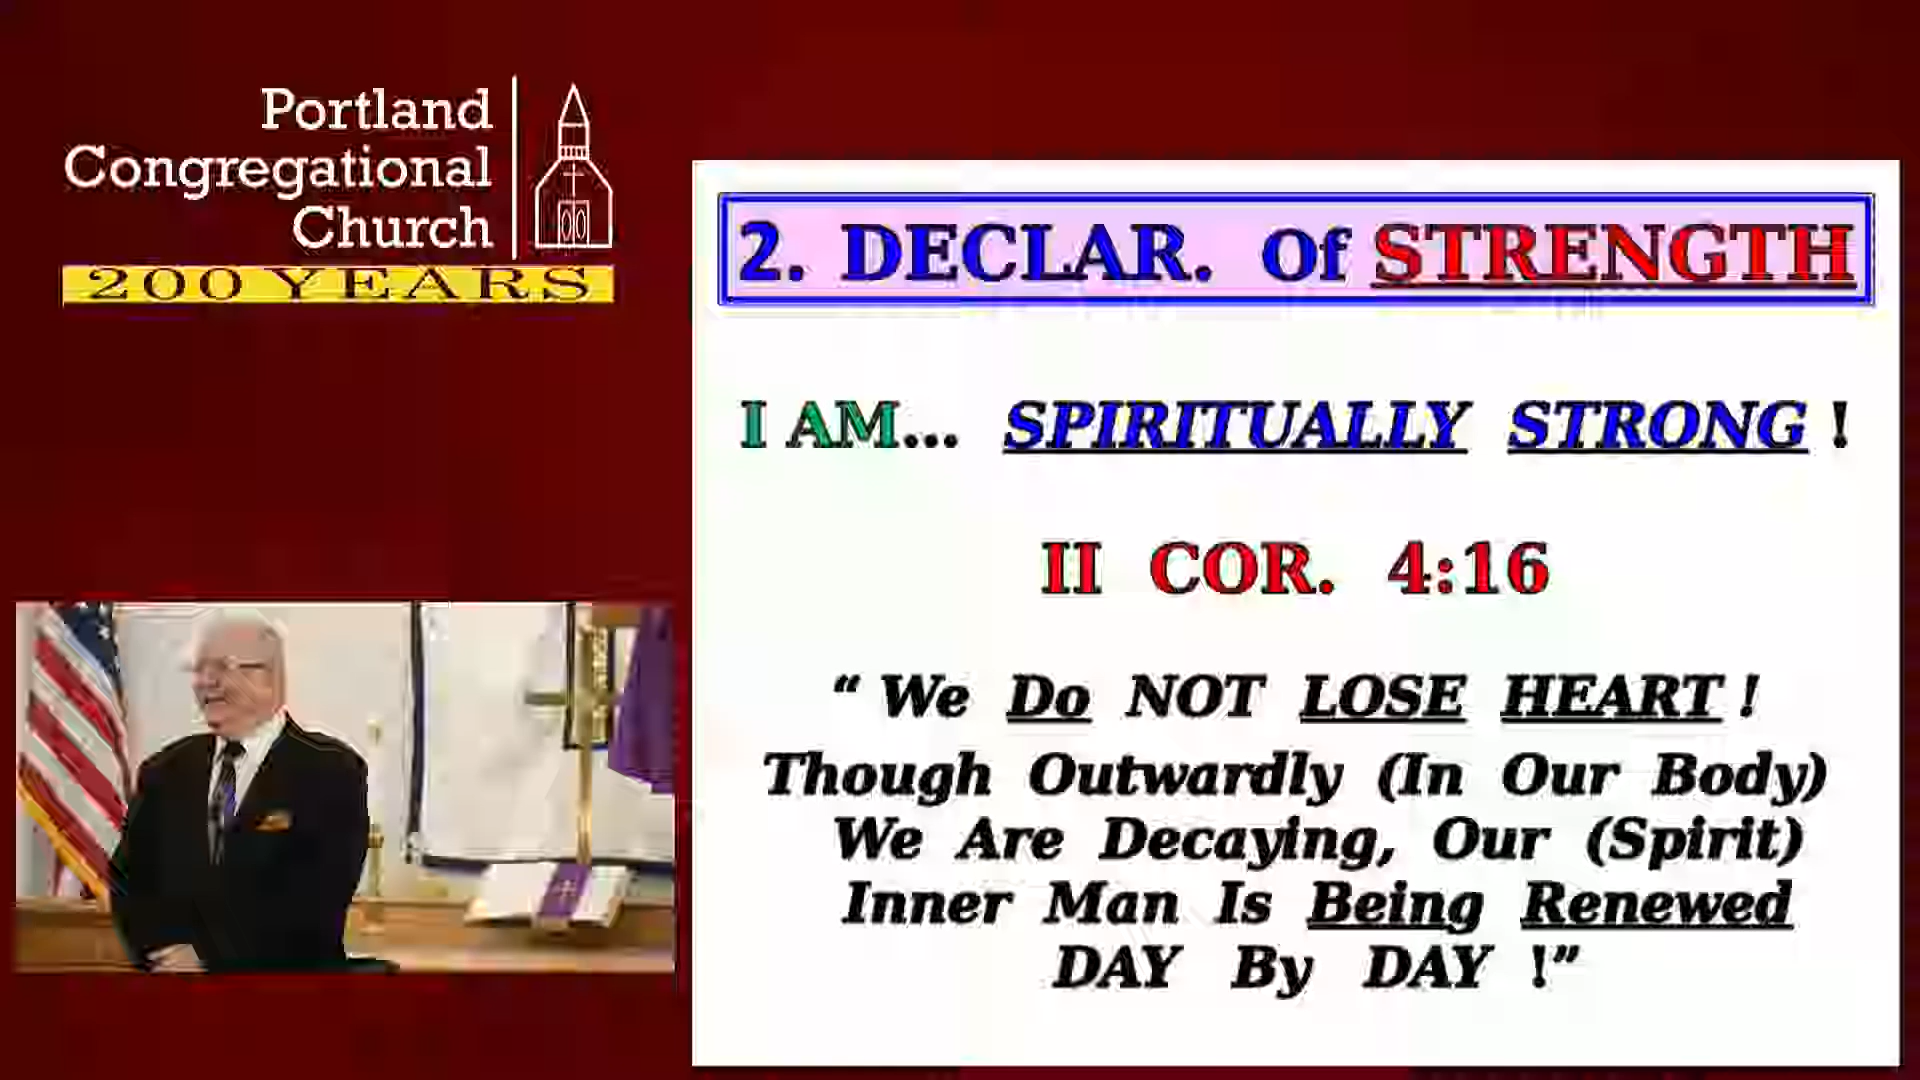 Portland
Congregational
Church
200 YEARS
2. DECLAR. Of STRENGTH
I AM... SPIRITUALLY STRONG !
II COR. 4:16
“ We Do NOT LOSE HEART !
Though Outwardly (In Our Body)
We Are Decaying, Our (Spirit)
Inner Man Is Being Renewed
DAY By DAY !”